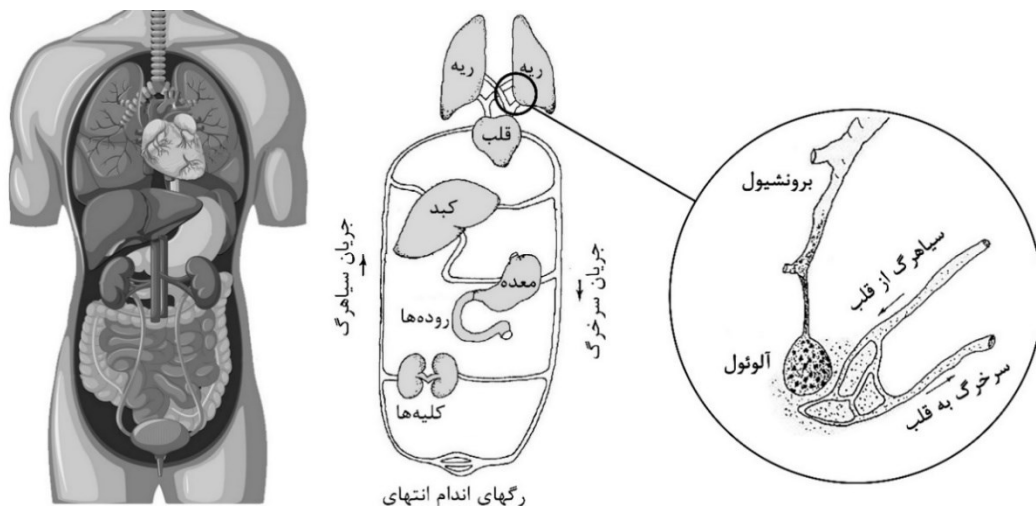 ریه
ریه
قلب
کبد
معده
روده‌ها
کلیه‌ها
جریان سیاهرگ
جریان سرخرگ
رگهای اندام انتهای
برونشیول
آلوئول
سیاهرگ از قلب
سرخرگ به قلب